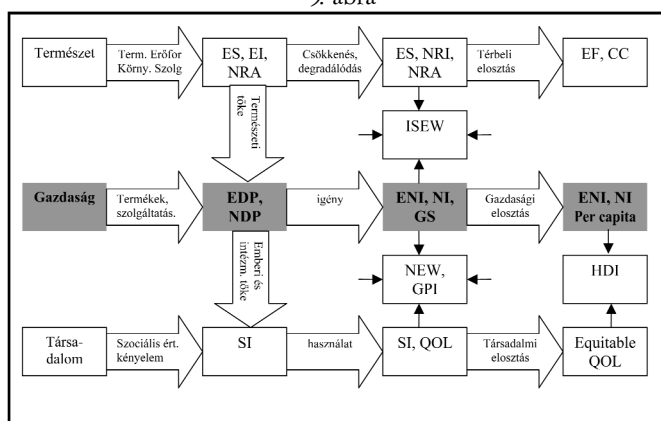 Természet
Term. Erőfor
Körny. Szolg
ES, EI,
NRA
Csökkenés,
degradálódás
ES, NRI,
NRA
Térbeli
elosztás
EF, CC
Természeti
tőke
ISEW
Gazdaság
Termékek,
szolgáltatás.
EDP,
NDP
igény
ENI, NI,
GS
Gazdasági
elosztás
ENI, NI
Per capita
Emberi és
intézm. tőke
NEW,
GPI
HDI
Társa-
dalom
Szociális ért.
kényelem
SI
használat
SI, QOL
Társadalmi
elosztás
Equitable
QOL